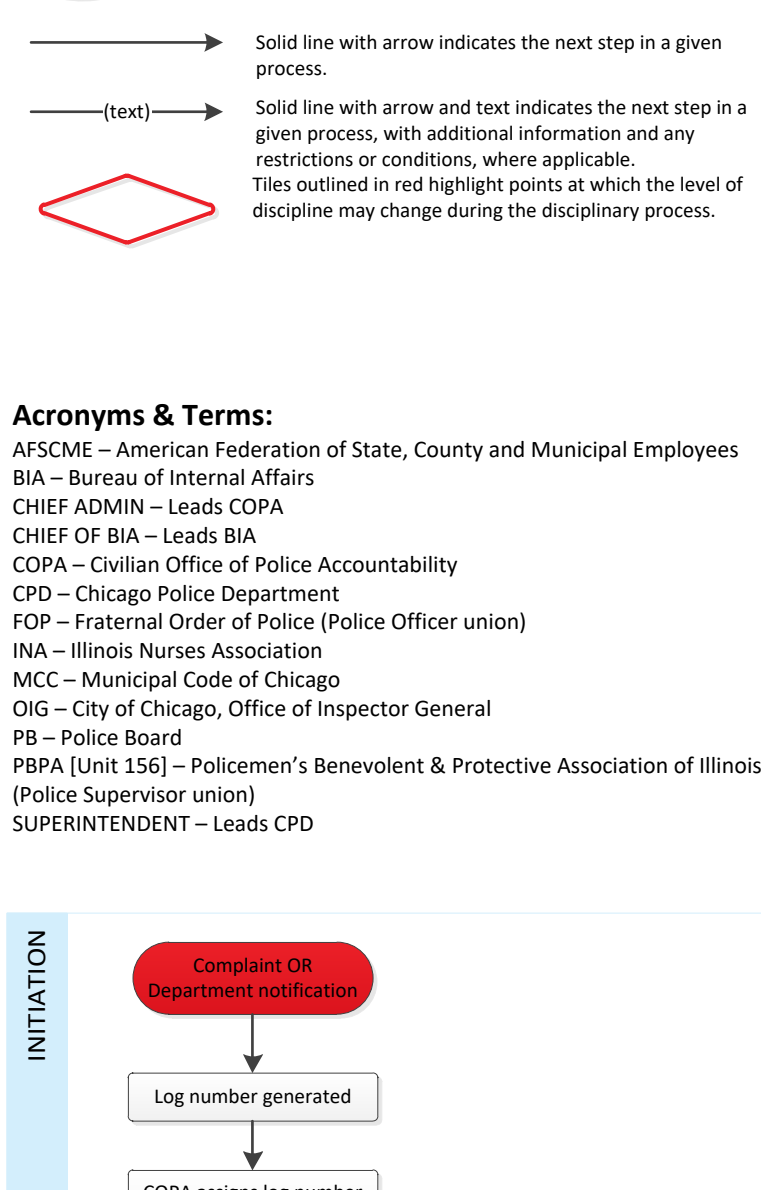 Solid line with arrow indicates the next step in a given
process.
(text)
Solid line with arrow and text indicates the next step in a
given process, with additional information and any
restrictions or conditions, where applicable.
Tiles outlined in red highlight points at which the level of
discipline may change during the disciplinary process.
Acronyms & Terms:
AFSCME – American Federation of State, County and Municipal Employees
BIA – Bureau of Internal Affairs
CHIEF ADMIN – Leads COPA
CHIEF OF BIA – Leads BIA
COPA – Civilian Office of Police Accountability
CPD – Chicago Police Department
FOP – Fraternal Order of Police (Police Officer union)
INA – Illinois Nurses Association
MCC – Municipal Code of Chicago
OIG – City of Chicago, Office of Inspector General
PB – Police Board
PBPA [Unit 156] – Policemen’s Benevolent & Protective Association of Illinois
(Police Supervisor union)
SUPERINTENDENT – Leads CPD
INITIATION
Complaint OR
Department notification
Log number generated
COPA assigns log number